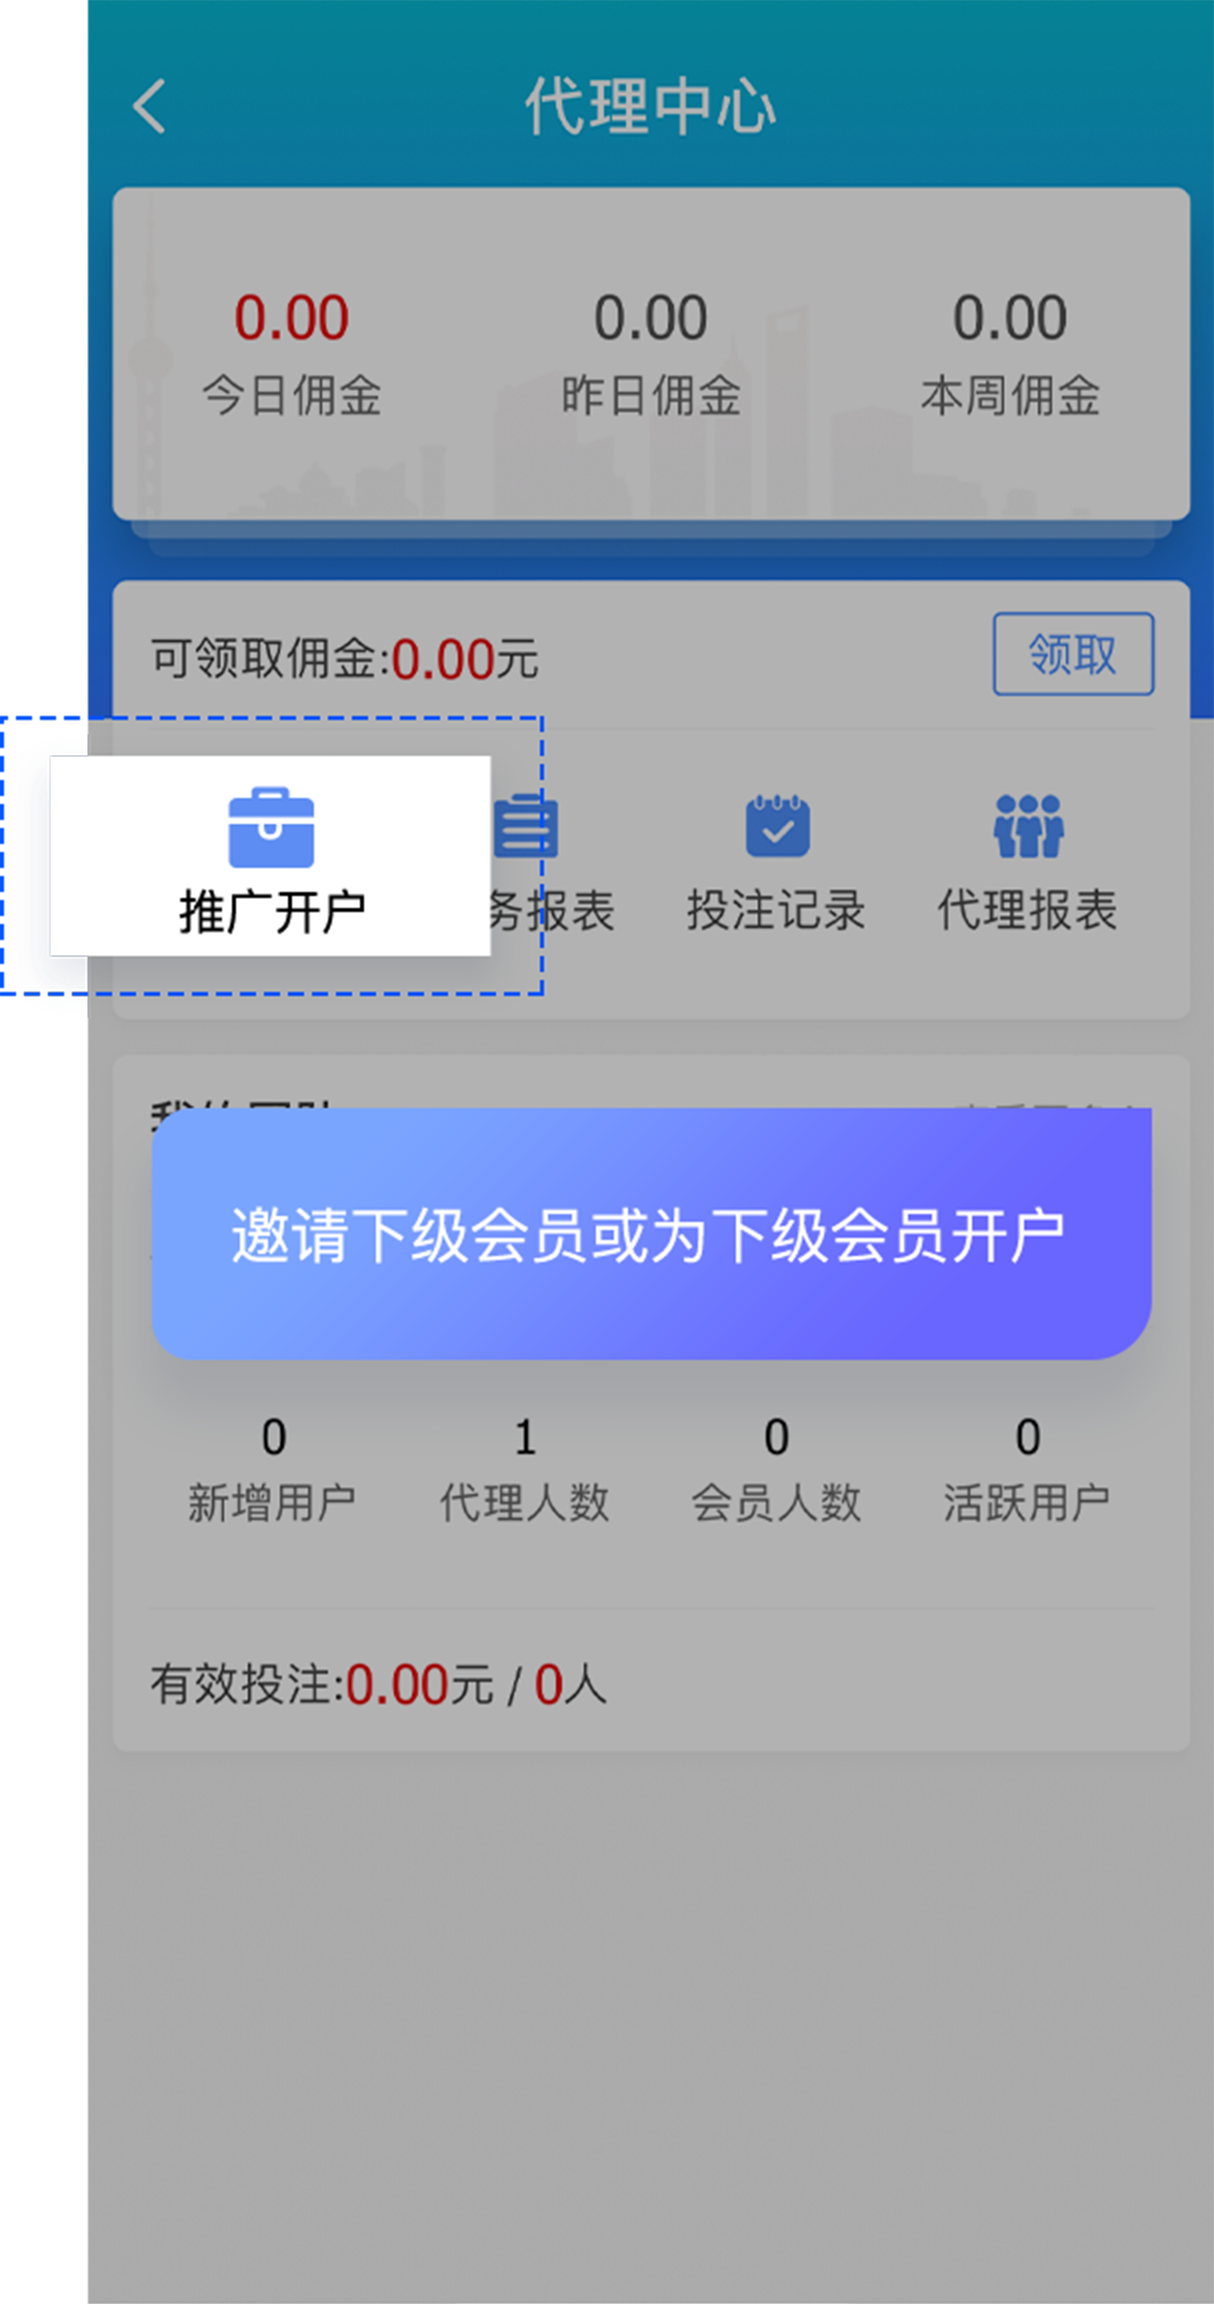 代理中心
0.00 0.00 0.00
今日佣金 昨日佣金 本周佣金
可领取佣金:0.00元 领取
推广开户 务报表 投注记录 代理报表
邀请下级会员或为下级会员开户
0 1 0 0
新增用户 代理人数 会员人数 活跃用户
有效投注:0.00元 / 0人